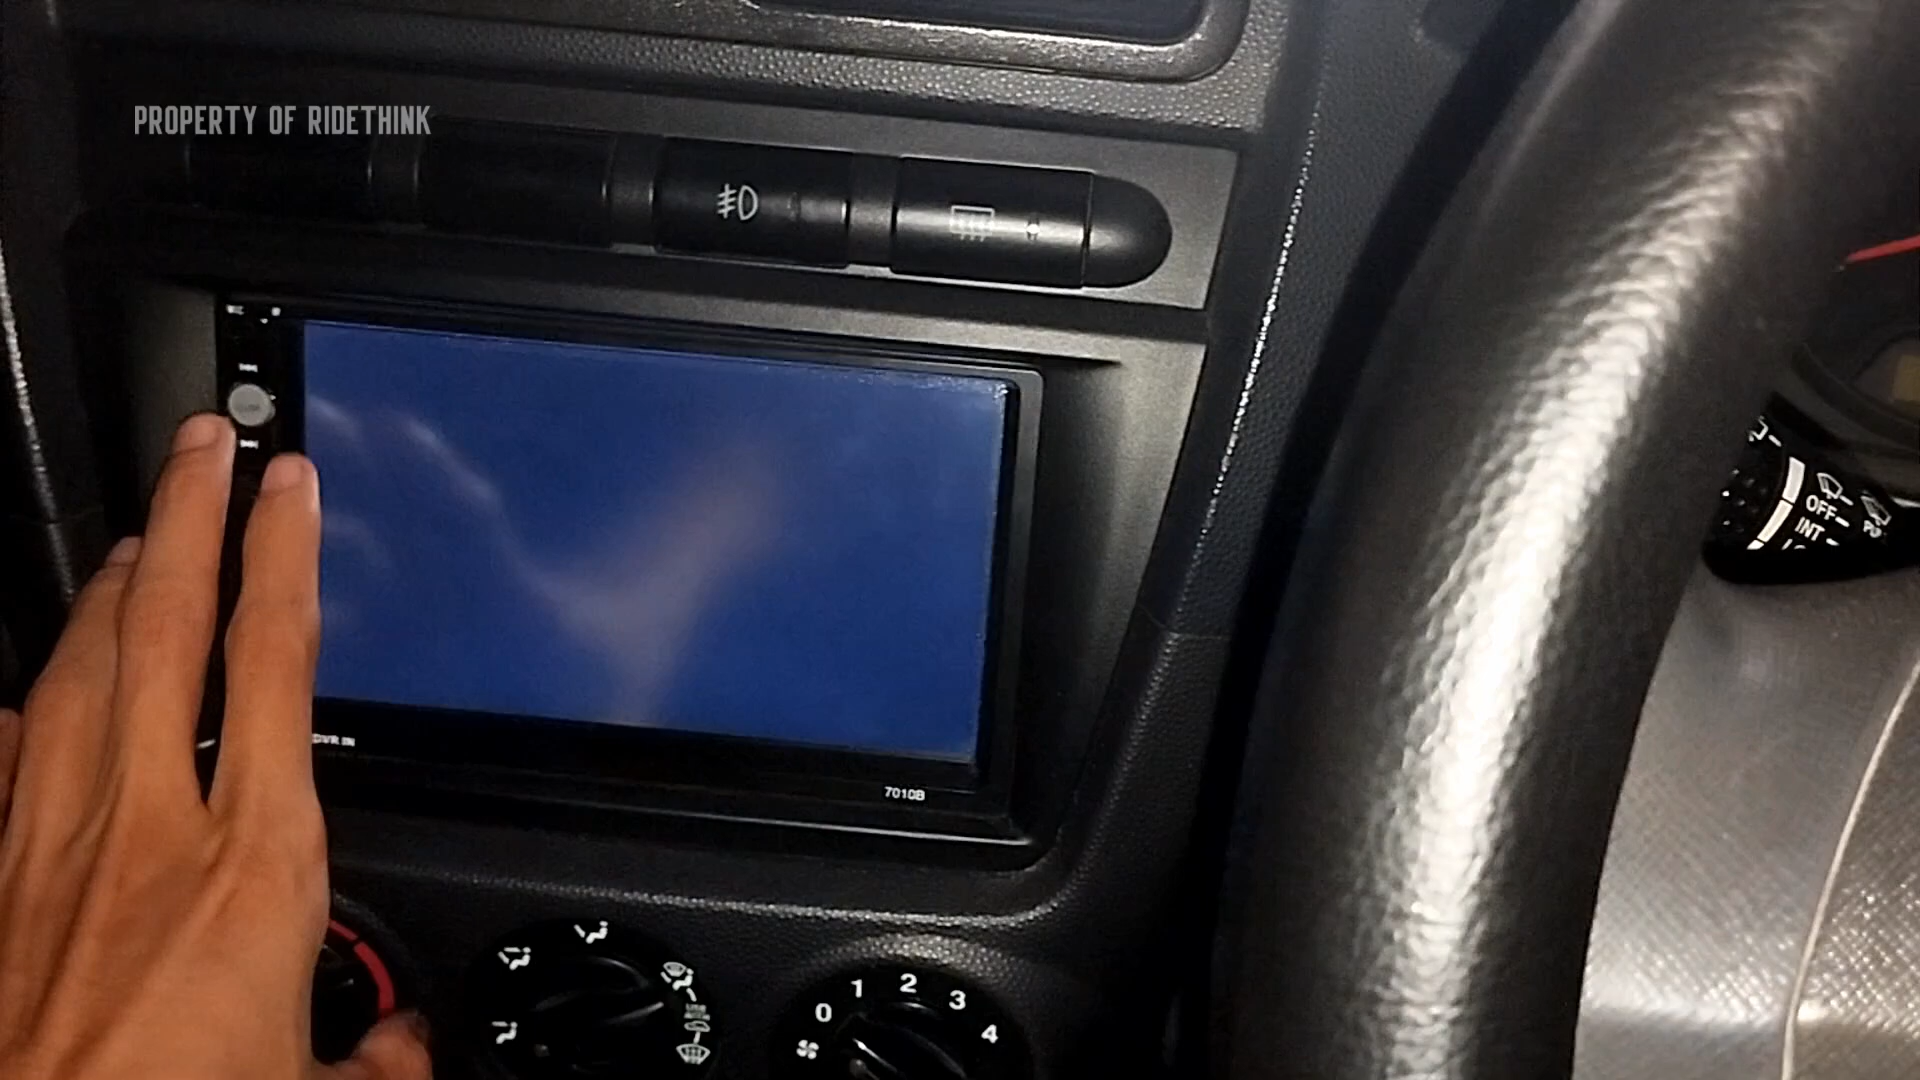 PROPERTY OF RIDETHINK
OFF
INT
DVR IN
7010B
0 1 2 3 4